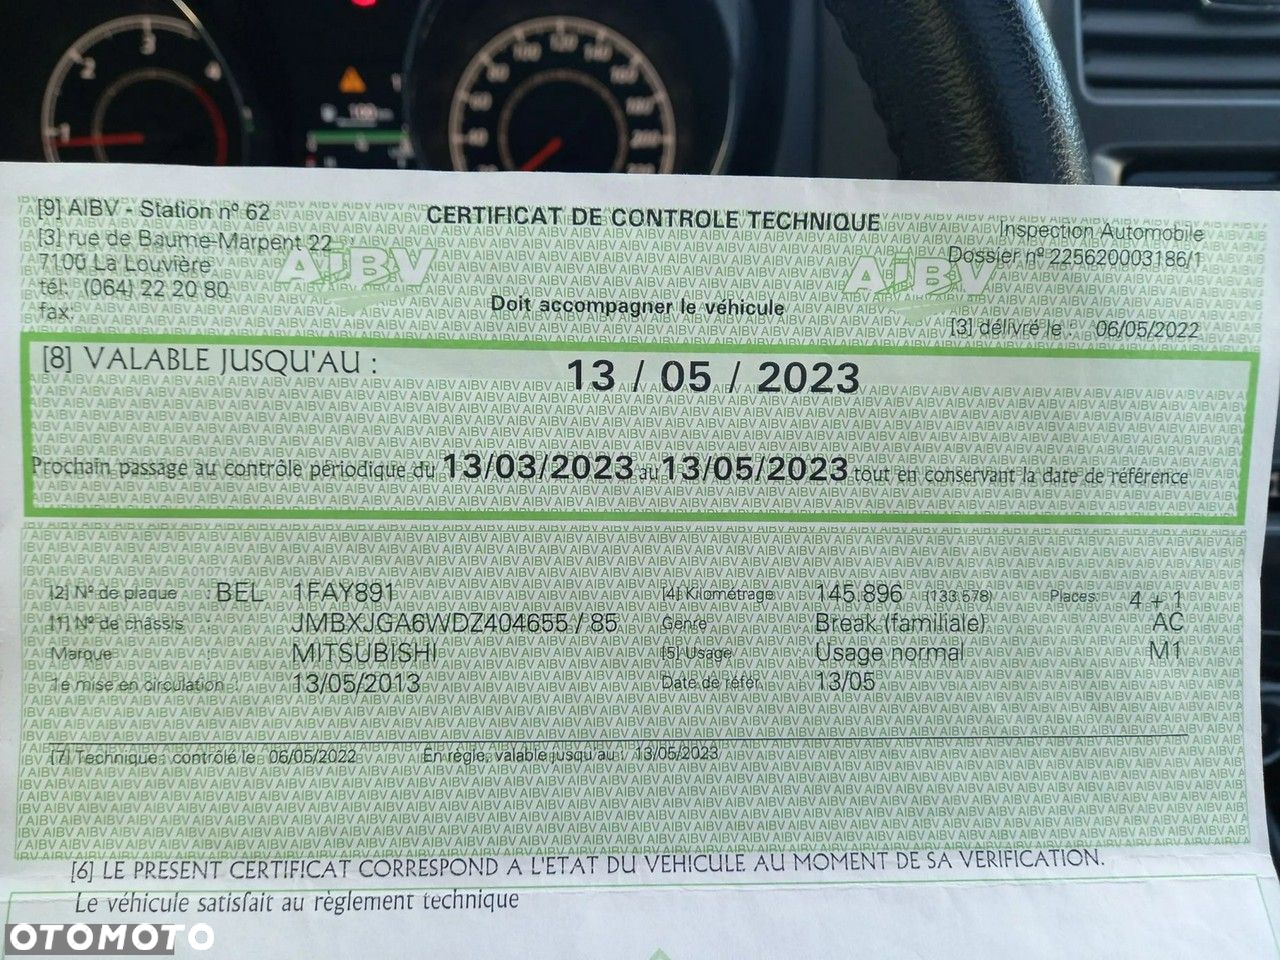 [9] AIBV - Station nº 62
CERTIFICAT DE CONTROLE TECHNIQUE
Inspection Automobile
[3] rue de Baume-Marpent 22
Dossier nº 225620003186/1
7100 La Louvière
AIBV
AIBV
tél: (064) 22 20 80
Doit accompagner le véhicule
fax:
[3] délivré le : 06/05/2022
[8] VALABLE JUSQU'AU : 13 / 05 / 2023
Prochain passage au contrôle périodique du 13/03/2023 au 13/05/2023 tout en conservant la date de référence
[2] N° de plaque : BEL 1FAY891 [4] Kilométrage 145.896 (133.578) Places: 4 + 1
[1] N° de châssis : JMBXJGA6WDZ404655 / 85 Genre Break (familiale) AC
Marque : MITSUBISHI [5] Usage Usage normal M1
1e mise en circulation : 13/05/2013 Date de réfer. 13/05
[7] Technique : contrôlé le 06/05/2022 En règle, valable jusqu'au : 13/05/2023
[6] LE PRESENT CERTIFICAT CORRESPOND A L'ETAT DU VEHICULE AU MOMENT DE SA VERIFICATION.
Le véhicule satisfait au règlement technique
OTOMOTO